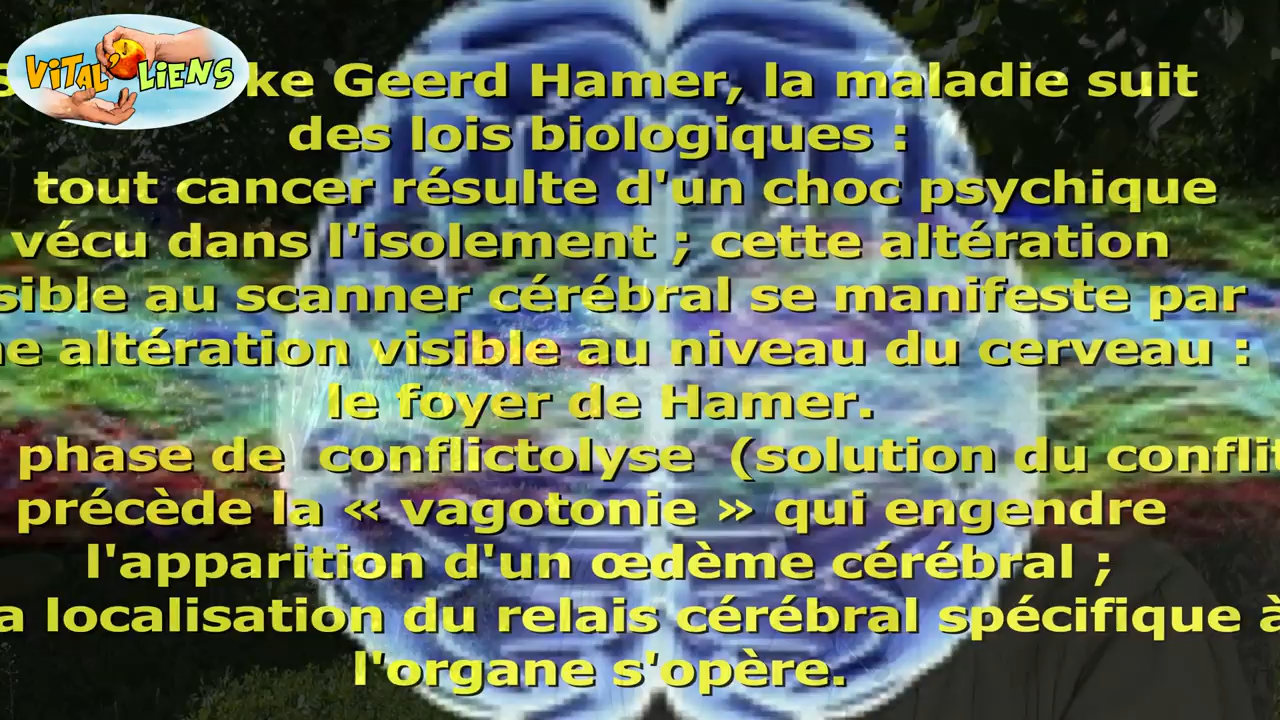 VITAL'LIENS
ke Geerd Hamer, la maladie suit
des lois biologiques :
tout cancer résulte d'un choc psychique
vécu dans l'isolement ; cette altération
sible au scanner cérébral se manifeste par
e altération visible au niveau du cerveau :
le foyer de Hamer.
phase de conflictolyse (solution du conflit
précède la « vagotonie » qui engendre
l'apparition d'un œdème cérébral ;
a localisation du relais cérébral spécifique à
l'organe s'opère.